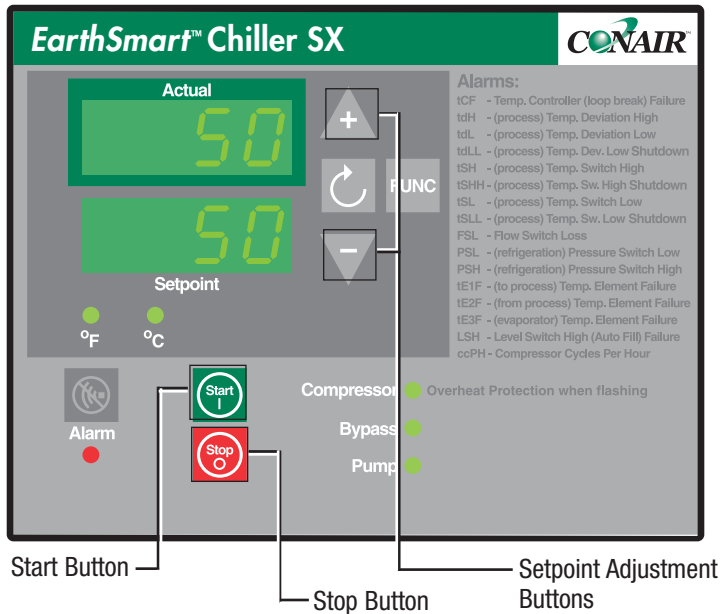 EarthSmart™ Chiller SX
CONAIR
Actual
50
50
Setpoint
+
FUNC
−
°F
°C
Alarms:
tCF - Temp. Controller (loop break) Failure
tdH - (process) Temp. Deviation High
tdL - (process) Temp. Deviation Low
tdLL - (process) Temp. Dev. Low Shutdown
tSH - (process) Temp. Switch High
tSHH - (process) Temp. Sw. High Shutdown
tSL - (process) Temp. Switch Low
tSLL - (process) Temp. Sw. Low Shutdown
FSL - Flow Switch Loss
PSL - (refrigeration) Pressure Switch Low
PSH - (refrigeration) Pressure Switch High
tE1F - (to process) Temp. Element Failure
tE2F - (from process) Temp. Element Failure
tE3F - (evaporator) Temp. Element Failure
LSH - Level Switch High (Auto Fill) Failure
ccPH - Compressor Cycles Per Hour
Alarm
Start
I
Stop
O
Compressor
Overheat Protection when flashing
Bypass
Pump
Start Button
Stop Button
Setpoint Adjustment
Buttons